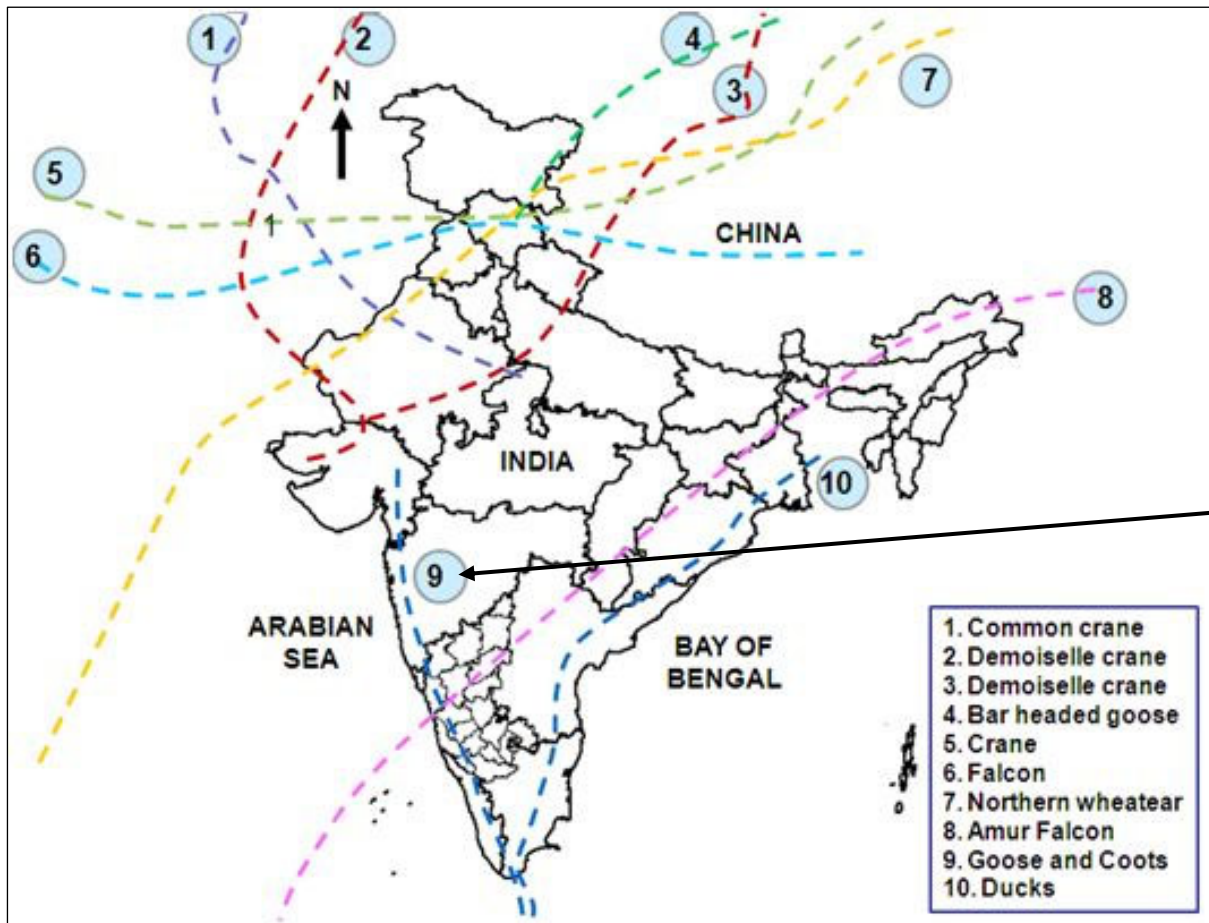 1
2
4
3
7
N
5
1
6
CHINA
8
INDIA
10
9
ARABIAN
SEA
BAY OF
BENGAL
1. Common crane
2. Demoiselle crane
3. Demoiselle crane
4. Bar headed goose
5. Crane
6. Falcon
7. Northern wheatear
8. Amur Falcon
9. Goose and Coots
10. Ducks